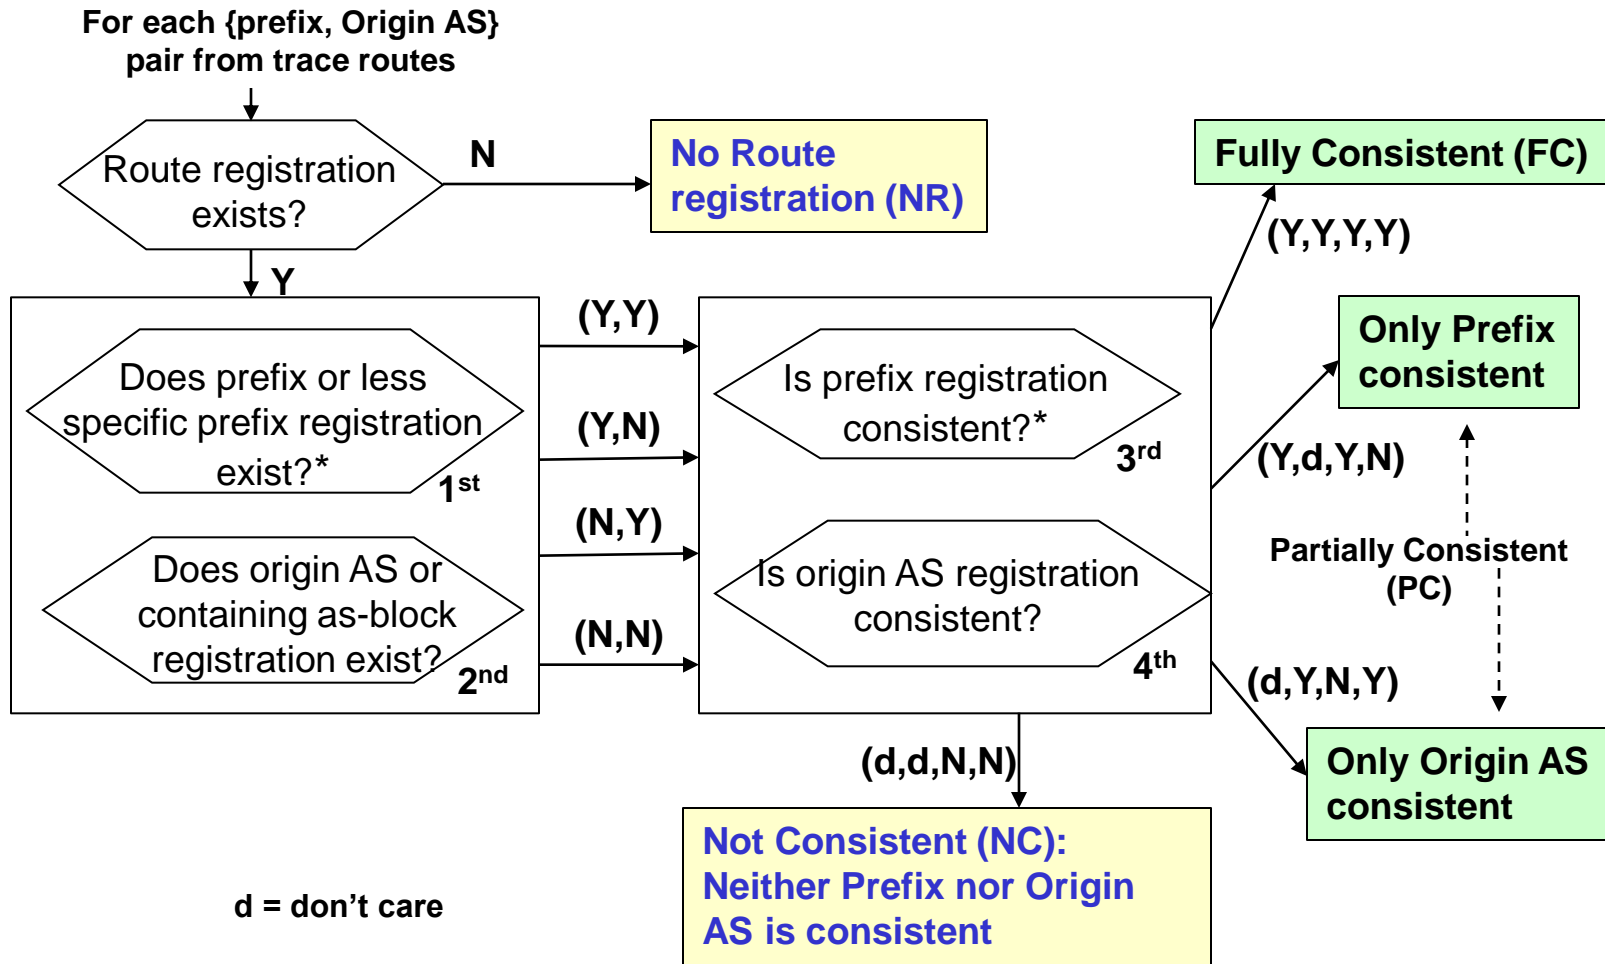 For each {prefix, Origin AS}
pair from trace routes
Route registration
exists?
N
No Route
registration (NR)
Fully Consistent (FC)
(Y,Y,Y,Y)
Y
Does prefix or less
specific prefix registration
exist?*
1st
Does origin AS or
containing as-block
registration exist?
2nd
(Y,Y)
(Y,N)
(N,Y)
(N,N)
Is prefix registration
consistent?*
3rd
Is origin AS registration
consistent?
4th
Only Prefix
consistent
(Y,d,Y,N)
Partially Consistent
(PC)
(d,Y,N,Y)
Only Origin AS
consistent
(d,d,N,N)
Not Consistent (NC):
Neither Prefix nor Origin
AS is consistent
d = don’t care